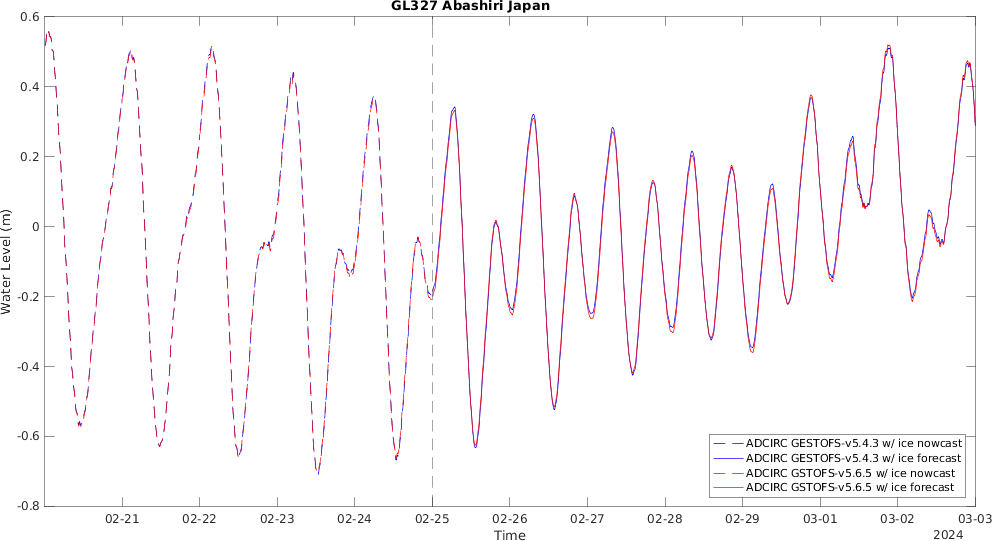 GL327 Abashiri Japan
0.6
0.4
0.2
0
-0.2
-0.4
-0.6
-0.8
Water Level (m)
ADCIRC GESTOFS-v5.4.3 w/ ice nowcast
ADCIRC GESTOFS-v5.4.3 w/ ice forecast
ADCIRC GSTOFS-v5.6.5 w/ ice nowcast
ADCIRC GSTOFS-v5.6.5 w/ ice forecast
02-21 02-22 02-23 02-24 02-25 02-26 02-27 02-28 02-29 03-01 03-02 03-03
Time
2024